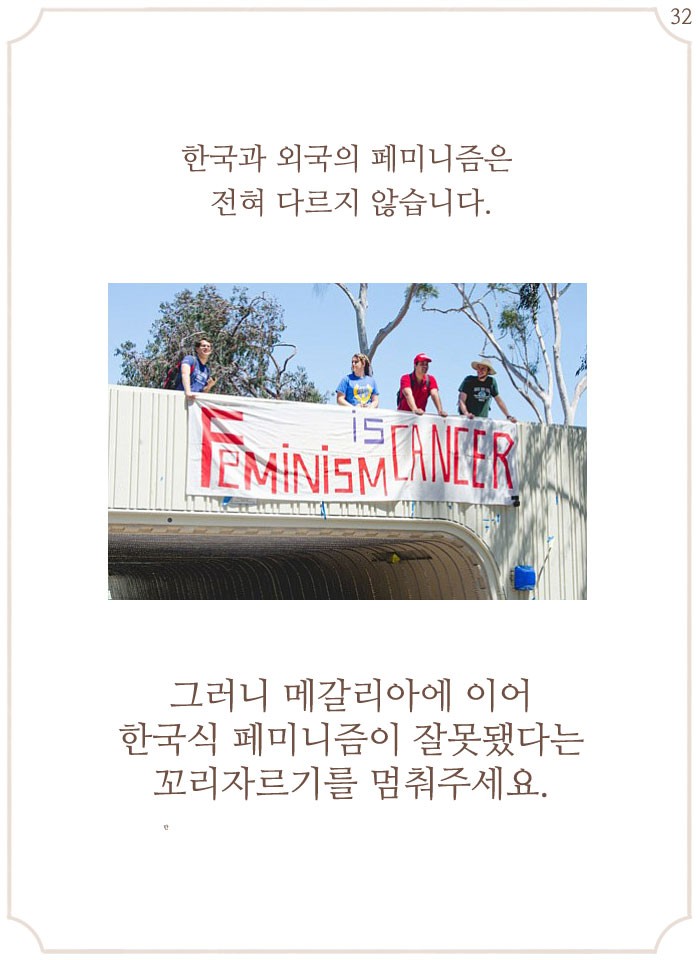 32
한국과 외국의 페미니즘은
전혀 다르지 않습니다.
is
FEMiNiSM CANCER
그러니 메갈리아에 이어
한국식 페미니즘이 잘못됐다는
꼬리자르기를 멈춰주세요.